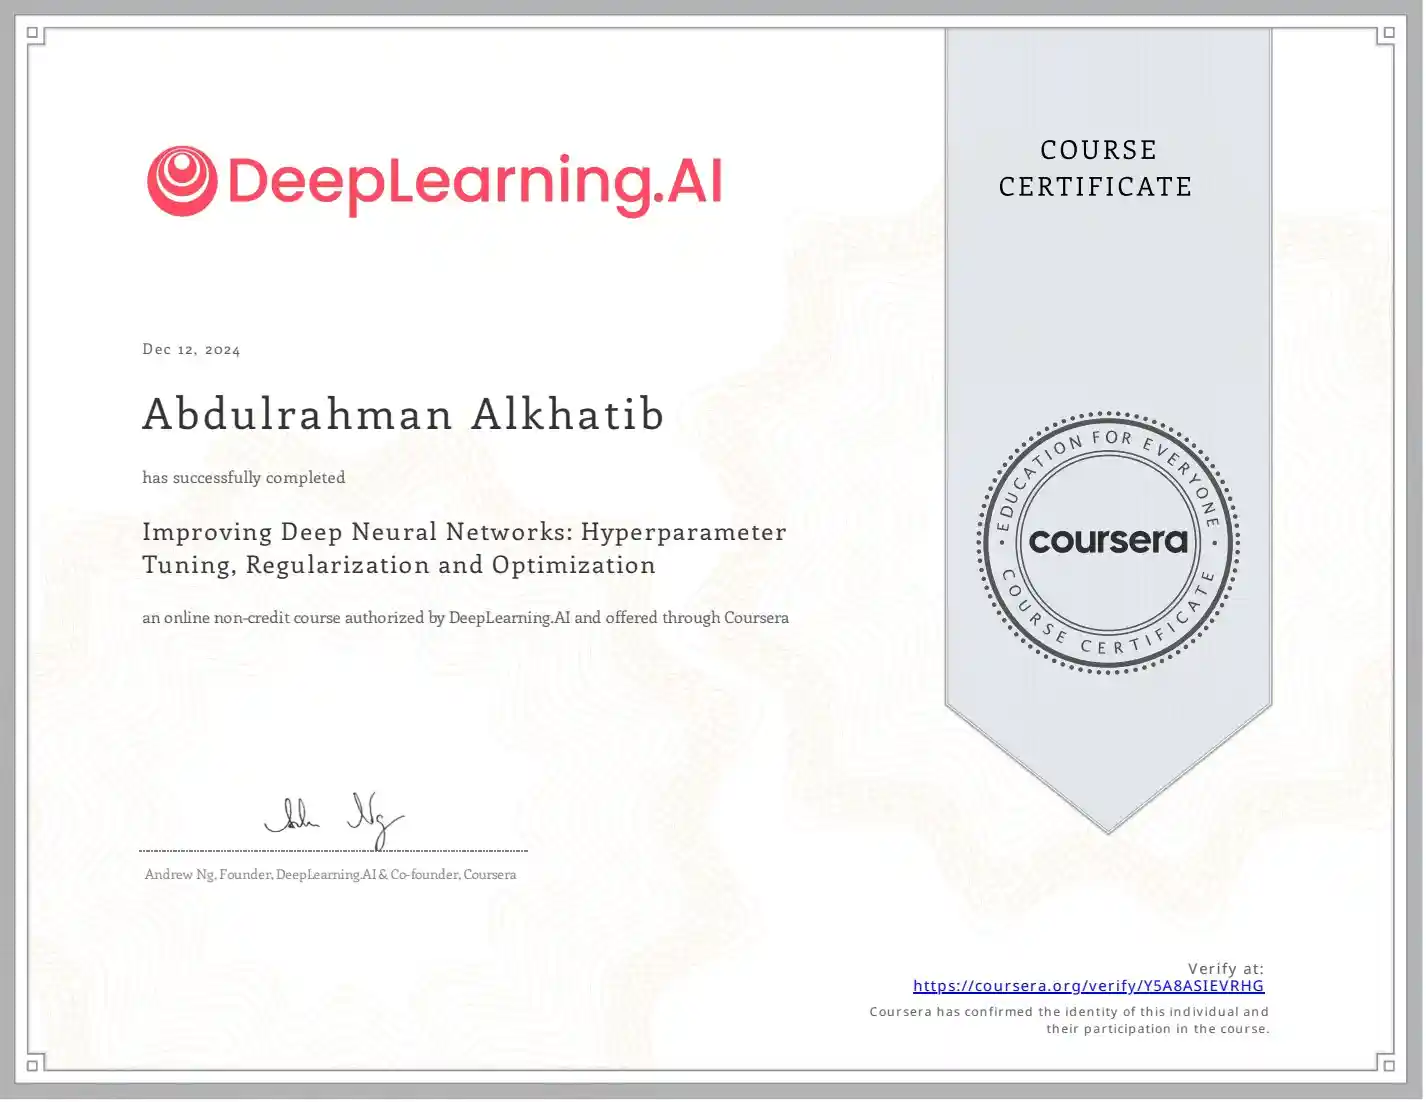 DeepLearning.AI
COURSE
CERTIFICATE
Dec 12, 2024
Abdulrahman Alkhatib
has successfully completed
Improving Deep Neural Networks: Hyperparameter
Tuning, Regularization and Optimization
an online non-credit course authorized by DeepLearning.AI and offered through Coursera
EDUCATION FOR EVERYONE
coursera
COURSE CERTIFICATE
Andrew Ng, Founder, DeepLearning.AI & Co-founder, Coursera
Verify at:
https://coursera.org/verify/Y5A8ASIEVRHG
Coursera has confirmed the identity of this individual and
their participation in the course.